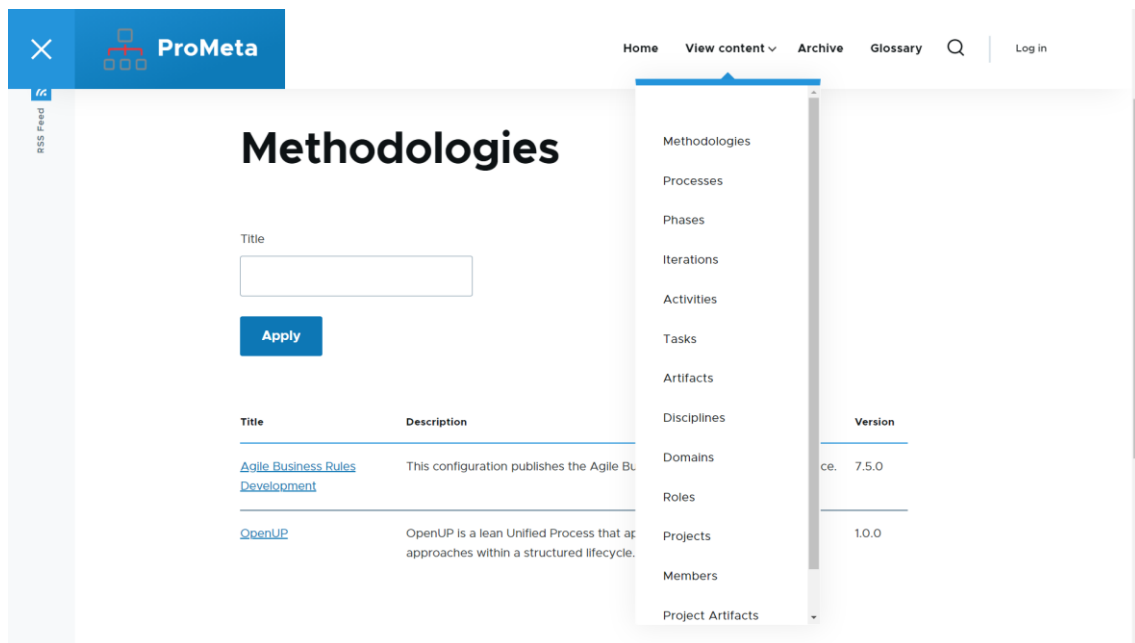 ProMeta
Home View content Archive Glossary Log in
RSS Feed
Methodologies
Title
Apply
Methodologies
Processes
Phases
Iterations
Activities
Tasks
Artifacts
Disciplines
Domains
Roles
Projects
Members
Project Artifacts
Title Description Version
Agile Business Rules
Development
This configuration publishes the Agile Bu ce. 7.5.0
OpenUP
OpenUP is a lean Unified Process that ap 1.0.0
approaches within a structured lifecycle.